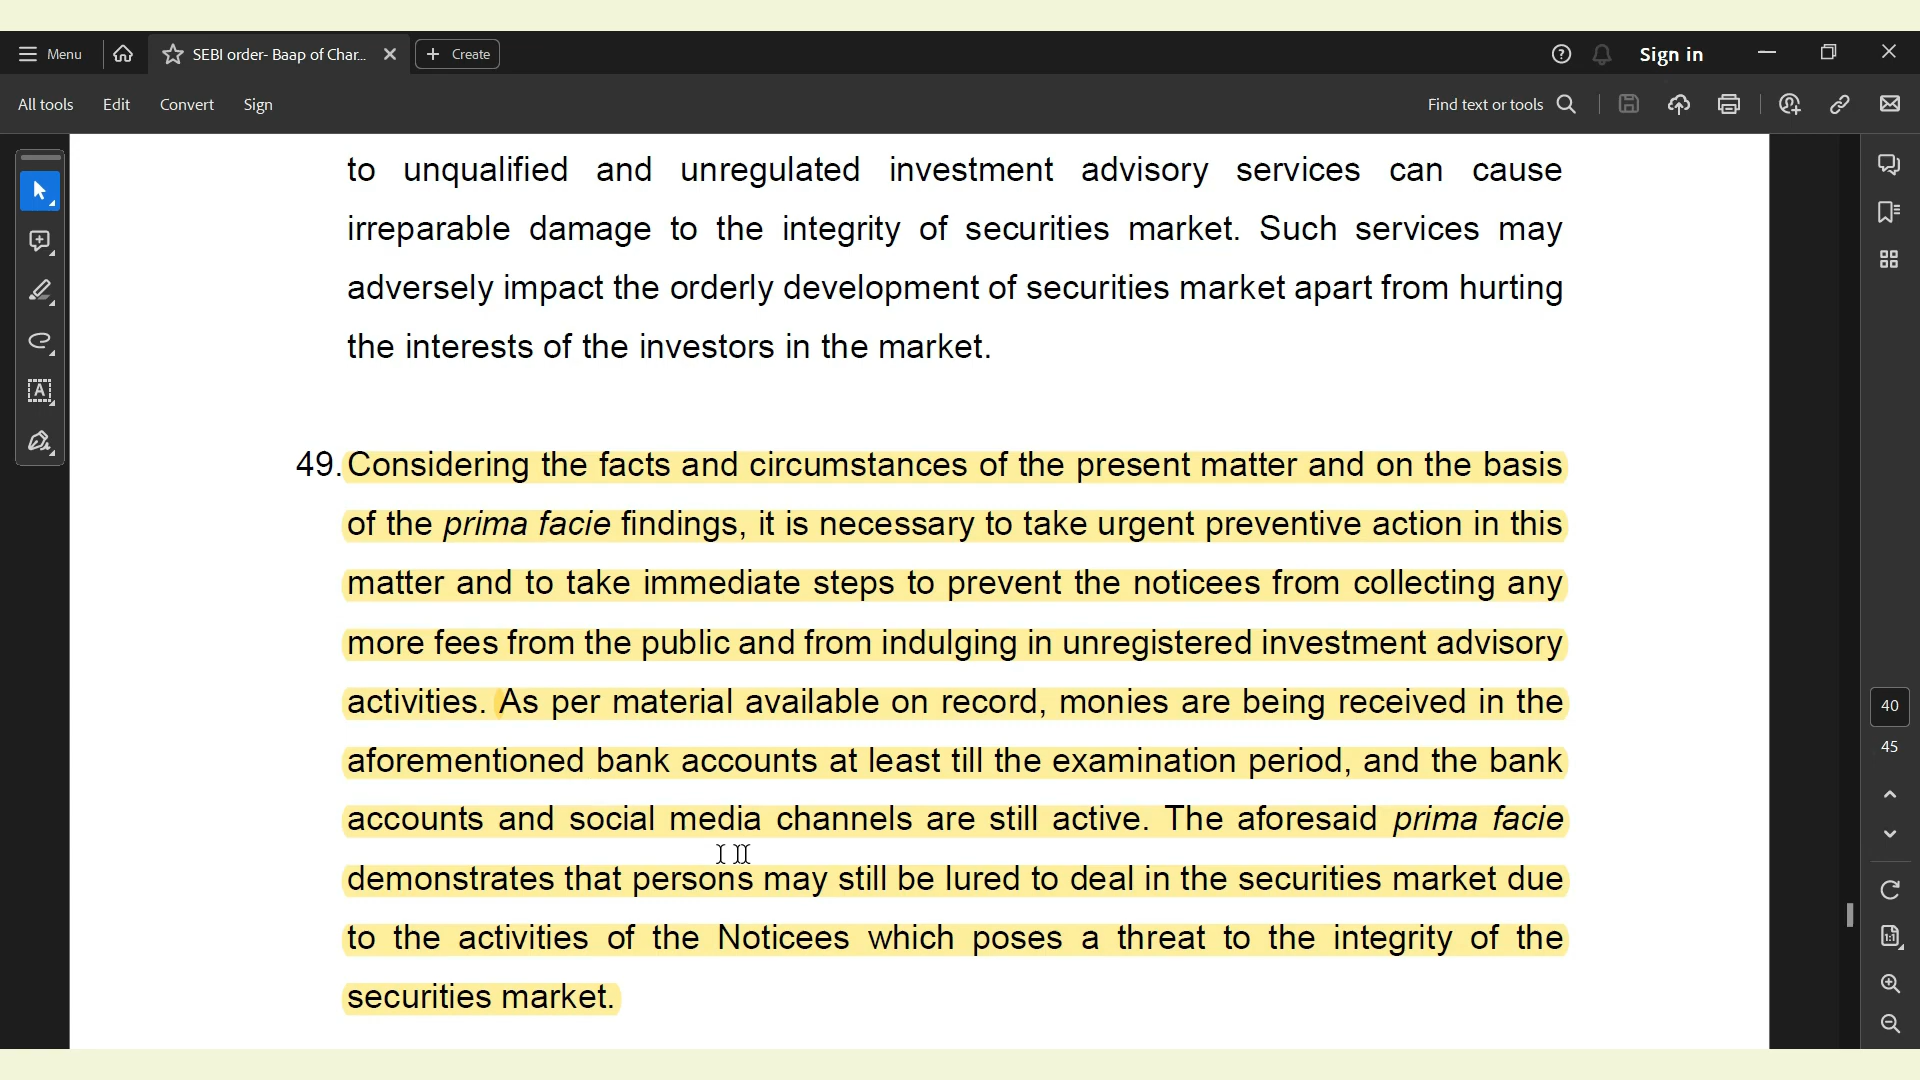 Menu
SEBI order- Baap of Char...
Create
Sign in
All tools
Edit
Convert
Sign
Find text or tools
to unqualified and unregulated investment advisory services can cause
irreparable damage to the integrity of securities market. Such services may
adversely impact the orderly development of securities market apart from hurting
the interests of the investors in the market.
49. Considering the facts and circumstances of the present matter and on the basis
of the prima facie findings, it is necessary to take urgent preventive action in this
matter and to take immediate steps to prevent the noticees from collecting any
more fees from the public and from indulging in unregistered investment advisory
activities. As per material available on record, monies are being received in the
aforementioned bank accounts at least till the examination period, and the bank
accounts and social media channels are still active. The aforesaid prima facie
demonstrates that persons may still be lured to deal in the securities market due
to the activities of the Noticees which poses a threat to the integrity of the
securities market.
40
45